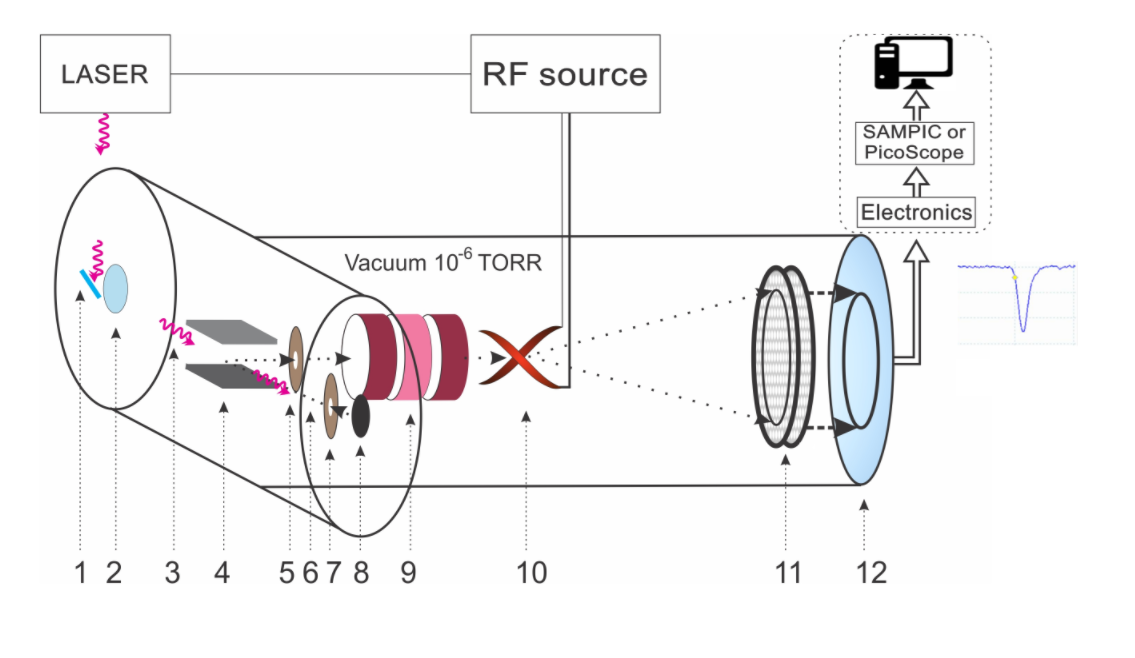 LASER
RF source
SAMPIC or
PicoScope
Electronics
Vacuum 10⁻⁶ TORR
1 2 3 4 5 6 7 8 9 10 11 12